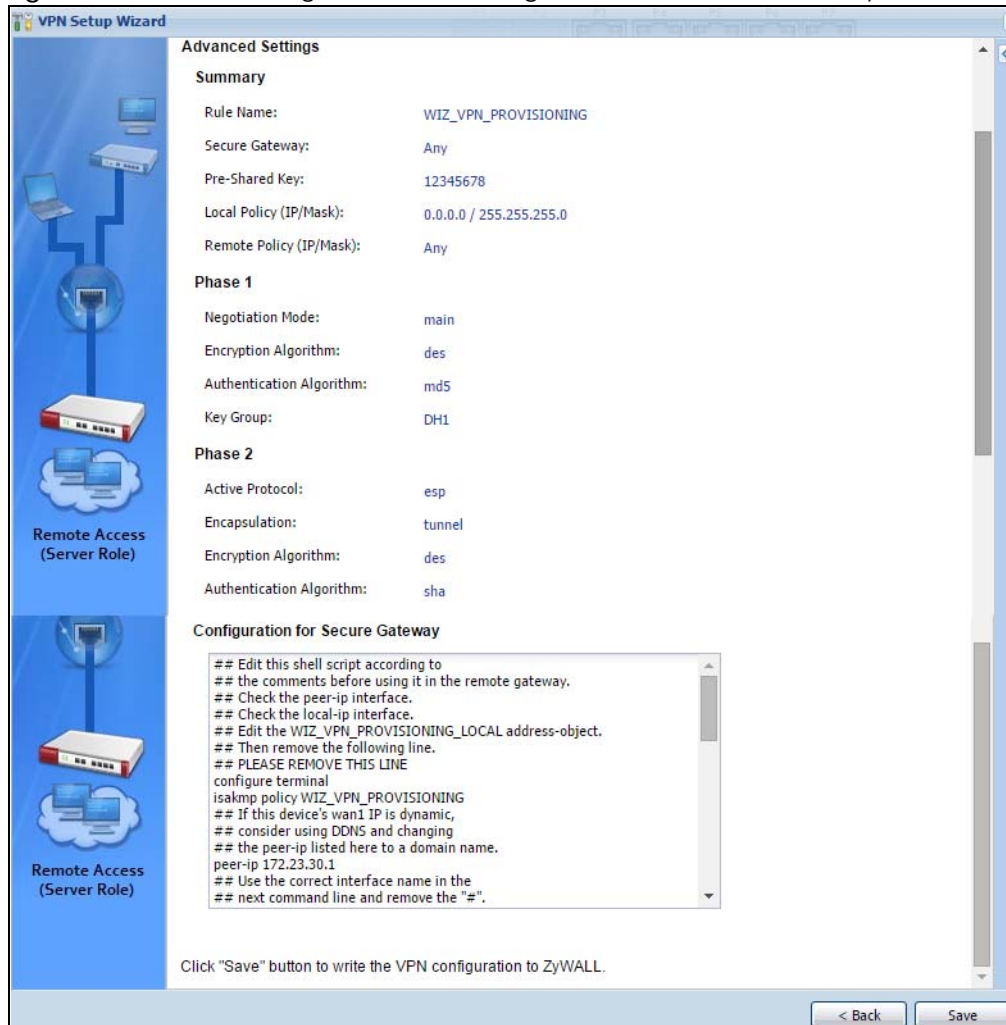 VPN Setup Wizard
Advanced Settings
Summary
Rule Name: WIZ_VPN_PROVISIONING
Secure Gateway: Any
Pre-Shared Key: 12345678
Local Policy (IP/Mask): 0.0.0.0 / 255.255.255.0
Remote Policy (IP/Mask): Any
Phase 1
Negotiation Mode: main
Encryption Algorithm: des
Authentication Algorithm: md5
Key Group: DH1
Phase 2
Active Protocol: esp
Encapsulation: tunnel
Encryption Algorithm: des
Authentication Algorithm: sha
Remote Access
(Server Role)
Configuration for Secure Gateway
## Edit this shell script according to
## the comments before using it in the remote gateway.
## Check the peer-ip interface.
## Check the local-ip interface.
## Edit the WIZ_VPN_PROVISIONING_LOCAL address-object.
## Then remove the following line.
## PLEASE REMOVE THIS LINE
configure terminal
isakmp policy WIZ_VPN_PROVISIONING
## If this device's wan1 IP is dynamic,
## consider using DDNS and changing
## the peer-ip listed here to a domain name.
peer-ip 172.23.30.1
## Use the correct interface name in the
## next command line and remove the "#".
Remote Access
(Server Role)
Click "Save" button to write the VPN configuration to ZyWALL.
< Back
Save